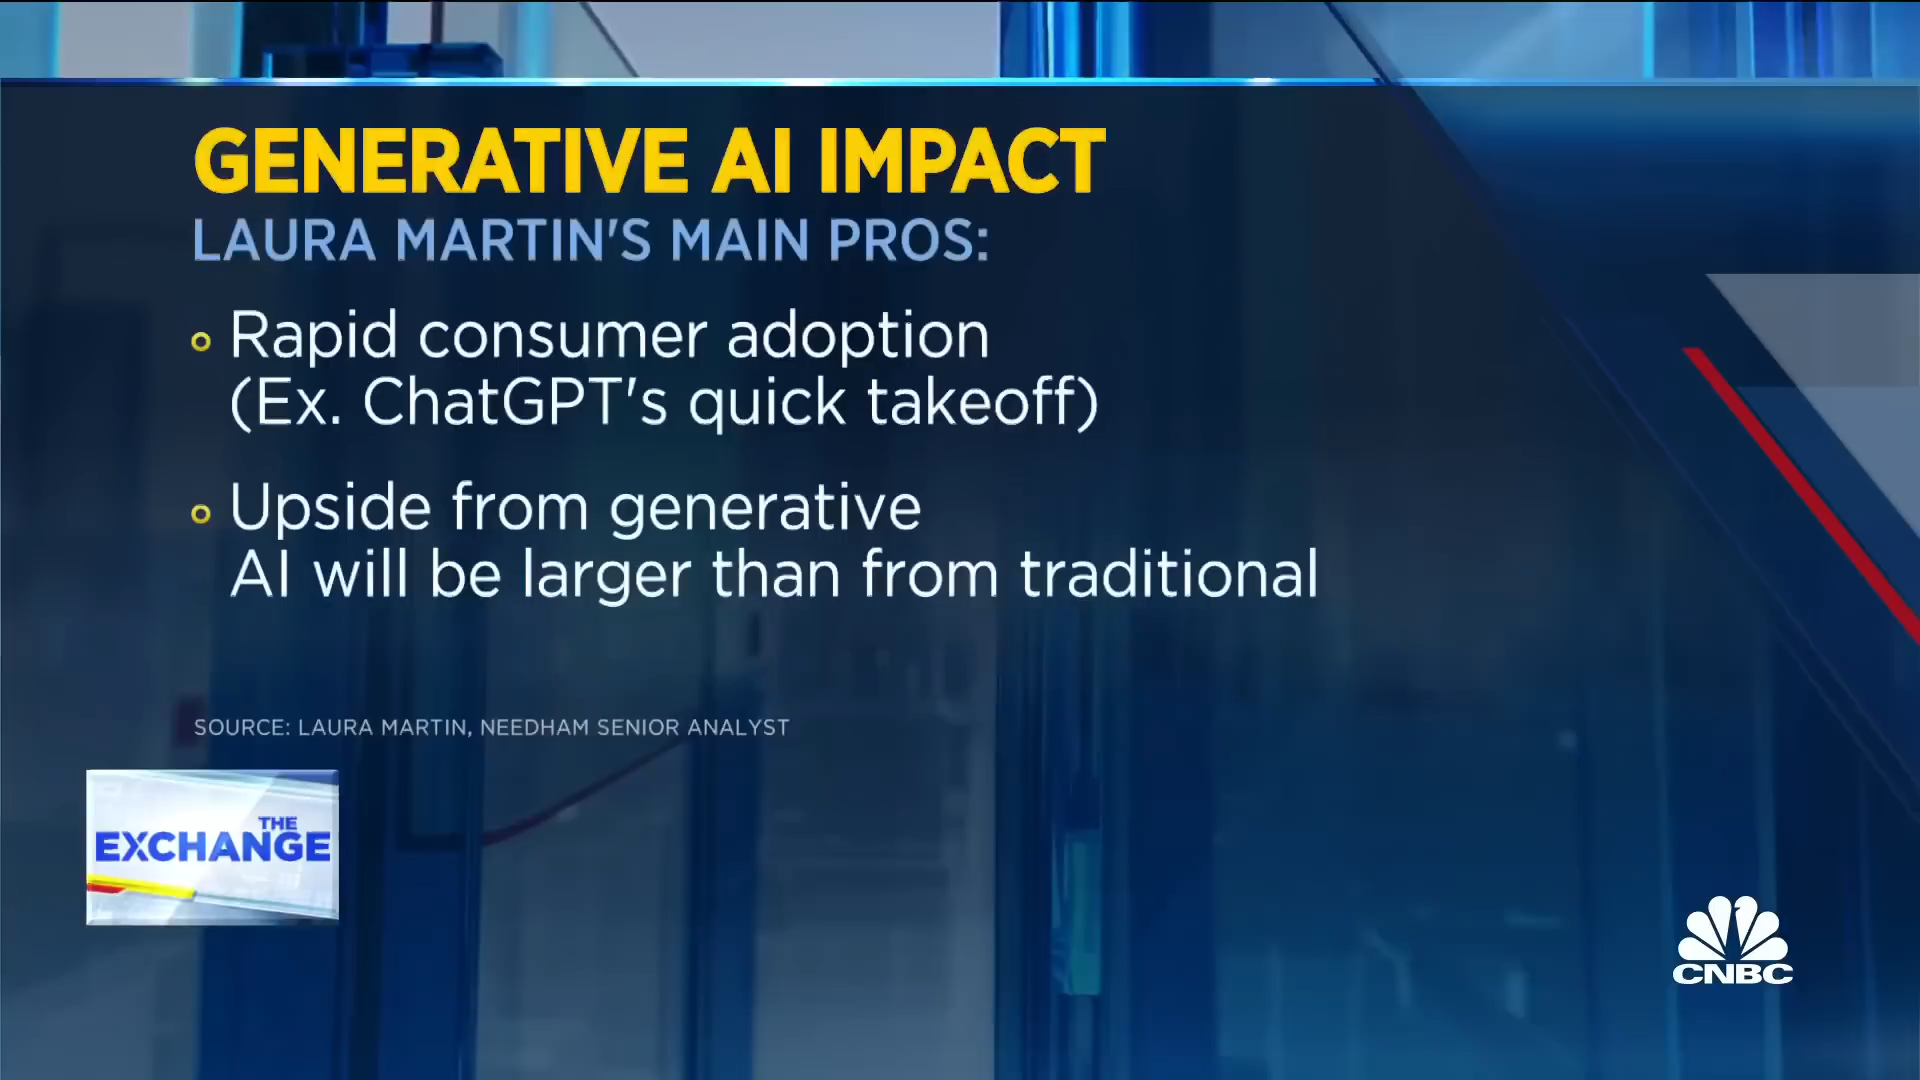 GENERATIVE AI IMPACT
LAURA MARTIN'S MAIN PROS:
Rapid consumer adoption
(Ex. ChatGPT's quick takeoff)
Upside from generative
AI will be larger than from traditional
SOURCE: LAURA MARTIN, NEEDHAM SENIOR ANALYST
THE
EXCHANGE
CNBC